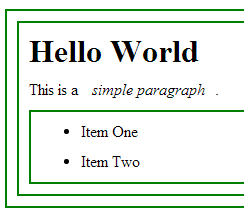 Hello World
This is a simple paragraph .
• Item One
• Item Two